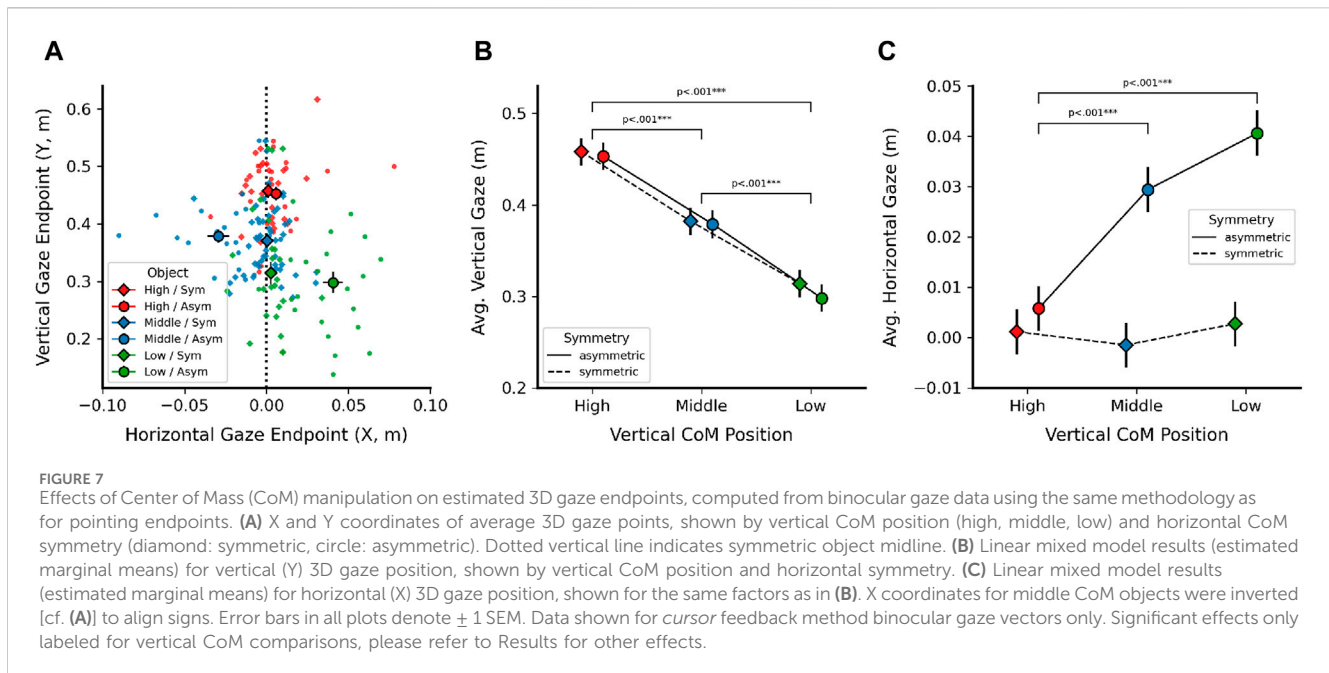 A
B
C
0.6
0.5
0.4
0.3
0.2
Vertical Gaze Endpoint (Y, m)
Object
High / Sym
High / Asym
Middle / Sym
Middle / Asym
Low / Sym
Low / Asym
−0.10
−0.05
0.00
0.05
0.10
Horizontal Gaze Endpoint (X, m)
p<.001***
p<.001***
p<.001***
0.5
0.4
0.3
0.2
Avg. Vertical Gaze (m)
Symmetry
asymmetric
symmetric
High
Middle
Low
Vertical CoM Position
p<.001***
p<.001***
0.04
0.03
0.02
0.01
0.00
−0.01
Avg. Horizontal Gaze (m)
Symmetry
asymmetric
symmetric
High
Middle
Low
Vertical CoM Position
FIGURE 7
Effects of Center of Mass (CoM) manipulation on estimated 3D gaze endpoints, computed from binocular gaze data using the same methodology as
for pointing endpoints. (A) X and Y coordinates of average 3D gaze points, shown by vertical CoM position (high, middle, low) and horizontal CoM
symmetry (diamond: symmetric, circle: asymmetric). Dotted vertical line indicates symmetric object midline. (B) Linear mixed model results (estimated
marginal means) for vertical (Y) 3D gaze position, shown by vertical CoM position and horizontal symmetry. (C) Linear mixed model results
(estimated marginal means) for horizontal (X) 3D gaze position, shown for the same factors as in (B). X coordinates for middle CoM objects were inverted
[cf. (A)] to align signs. Error bars in all plots denote ± 1 SEM. Data shown for cursor feedback method binocular gaze vectors only. Significant effects only
labeled for vertical CoM comparisons, please refer to Results for other effects.